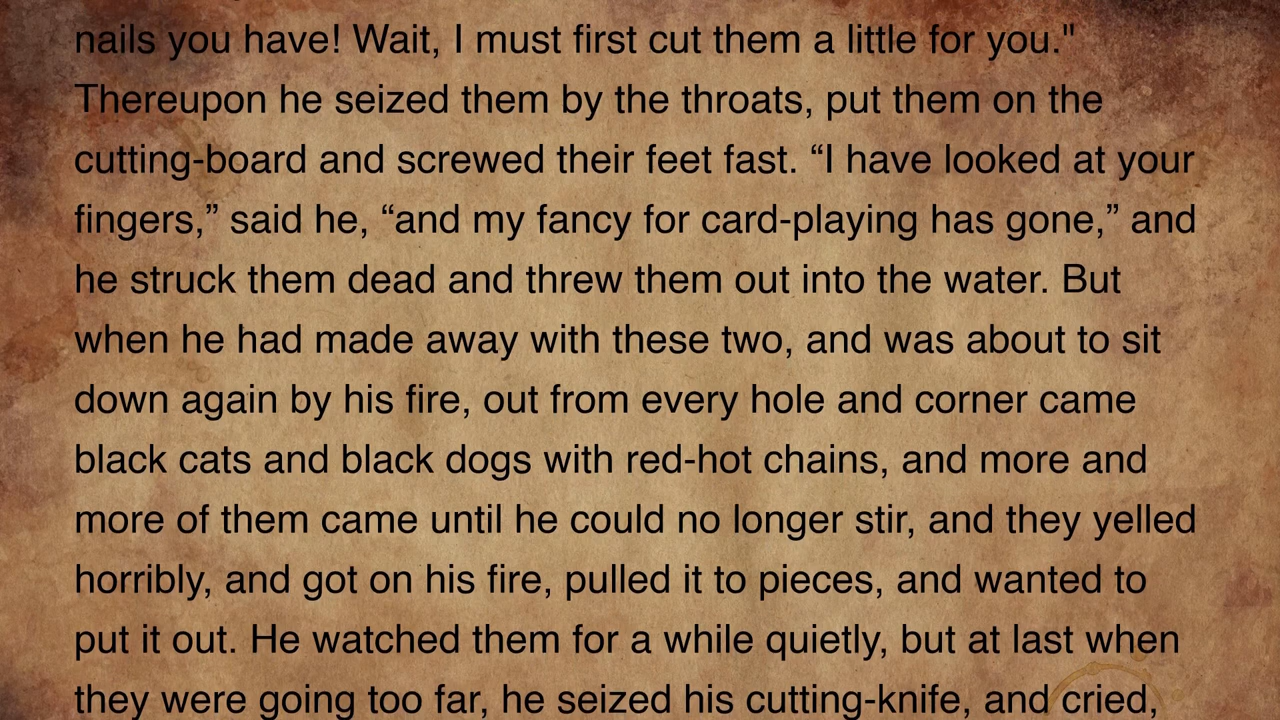 nails you have! Wait, I must first cut them a little for you."
Thereupon he seized them by the throats, put them on the
cutting-board and screwed their feet fast. “I have looked at your
fingers,” said he, “and my fancy for card-playing has gone,” and
he struck them dead and threw them out into the water. But
when he had made away with these two, and was about to sit
down again by his fire, out from every hole and corner came
black cats and black dogs with red-hot chains, and more and
more of them came until he could no longer stir, and they yelled
horribly, and got on his fire, pulled it to pieces, and wanted to
put it out. He watched them for a while quietly, but at last when
they were going too far, he seized his cutting-knife, and cried,